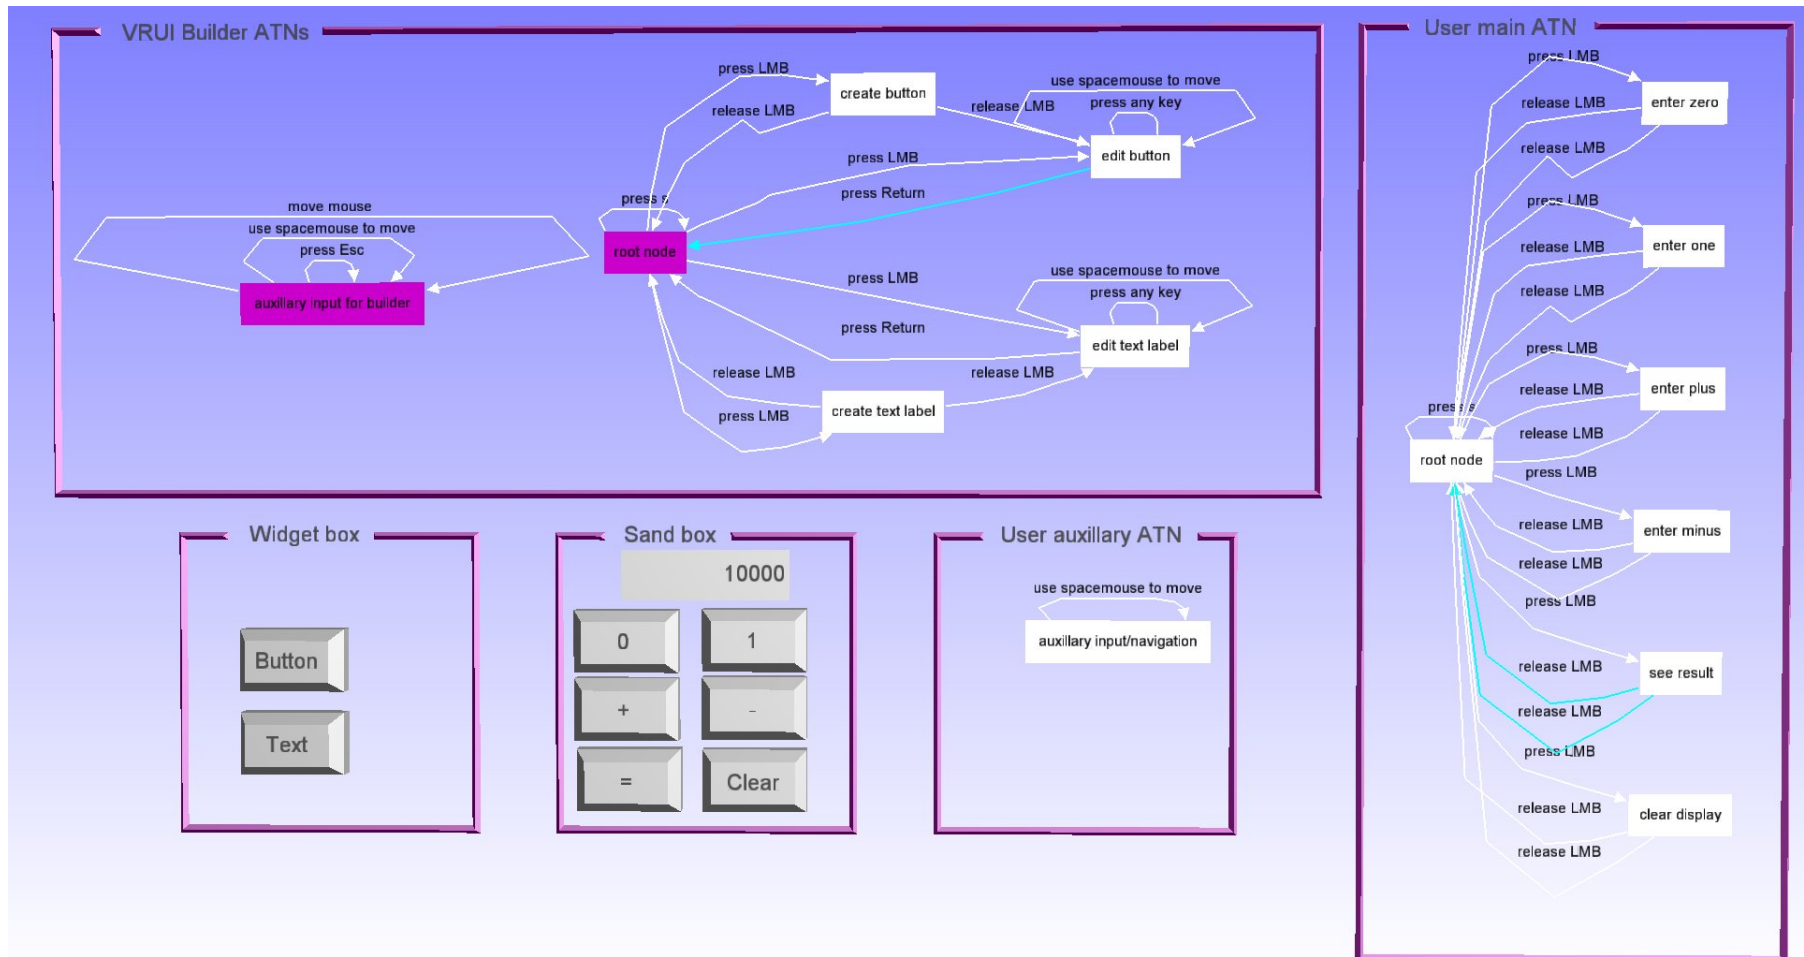 VRUI Builder ATNs
press LMB
create button
release LMB
release LMB
use spacemouse to move
press any key
edit button
press LMB
press Return
press s
root node
move mouse
use spacemouse to move
press Esc
auxillary input for builder
press LMB
use spacemouse to move
press any key
press Return
edit text label
release LMB
release LMB
create text label
press LMB
User main ATN
press LMB
enter zero
release LMB
release LMB
press LMB
enter one
release LMB
release LMB
press LMB
enter plus
release LMB
press s
release LMB
root node
press LMB
release LMB
enter minus
release LMB
press LMB
release LMB
see result
release LMB
press LMB
release LMB
clear display
release LMB
Widget box
Button
Text
Sand box
10000
0
1
+
-
=
Clear
User auxillary ATN
use spacemouse to move
auxillary input/navigation